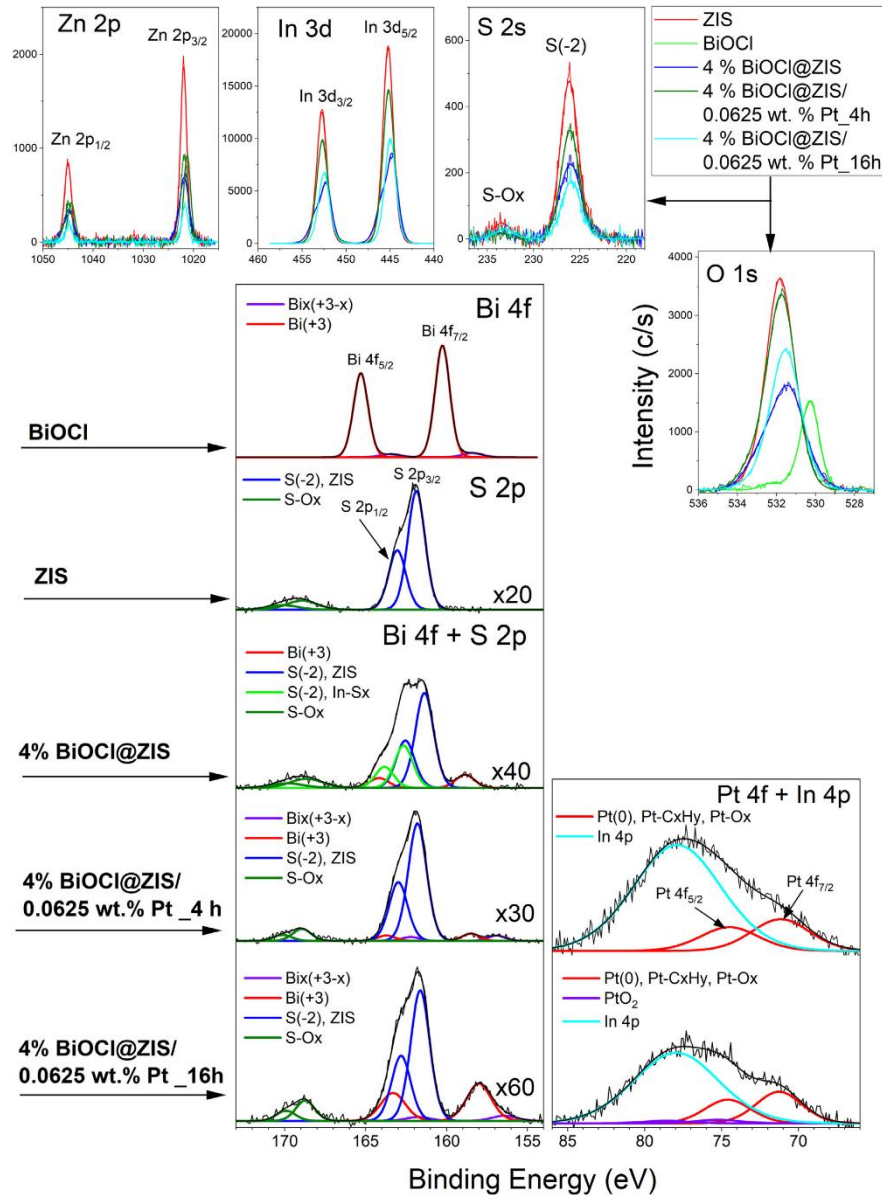 Zn 2p
Zn 2p3/2
Zn 2p1/2
2000
1000
0
1050 1040 1030 1020
In 3d
In 3d5/2
In 3d3/2
20000
15000
10000
5000
0
460 455 450 445 440
S 2s
S(-2)
S-Ox
600
400
200
0
235 230 225 220
ZIS
BiOCl
4 % BiOCl@ZIS
4 % BiOCl@ZIS/
0.0625 wt. % Pt_4h
4 % BiOCl@ZIS/
0.0625 wt. % Pt_16h
O 1s
Intensity (c/s)
4000
3000
2000
1000
0
536 534 532 530 528 526
BiOCl
Bix(+3-x)
Bi(+3)
Bi 4f
Bi 4f5/2
Bi 4f7/2
ZIS
S(-2), ZIS
S-Ox
S 2p
S 2p3/2
S 2p1/2
x20
4% BiOCl@ZIS
Bi 4f + S 2p
Bi(+3)
S(-2), ZIS
S(-2), In-Sx
S-Ox
x40
4% BiOCl@ZIS/
0.0625 wt.% Pt _4 h
Bix(+3-x)
Bi(+3)
S(-2), ZIS
S-Ox
x30
Pt 4f + In 4p
Pt(0), Pt-CxHy, Pt-Ox
In 4p
Pt 4f5/2
Pt 4f7/2
4% BiOCl@ZIS/
0.0625 wt.% Pt _16h
Bix(+3-x)
Bi(+3)
S(-2), ZIS
S-Ox
x60
Pt(0), Pt-CxHy, Pt-Ox
PtO2
In 4p
170 165 160 155
85 80 75 70
Binding Energy (eV)